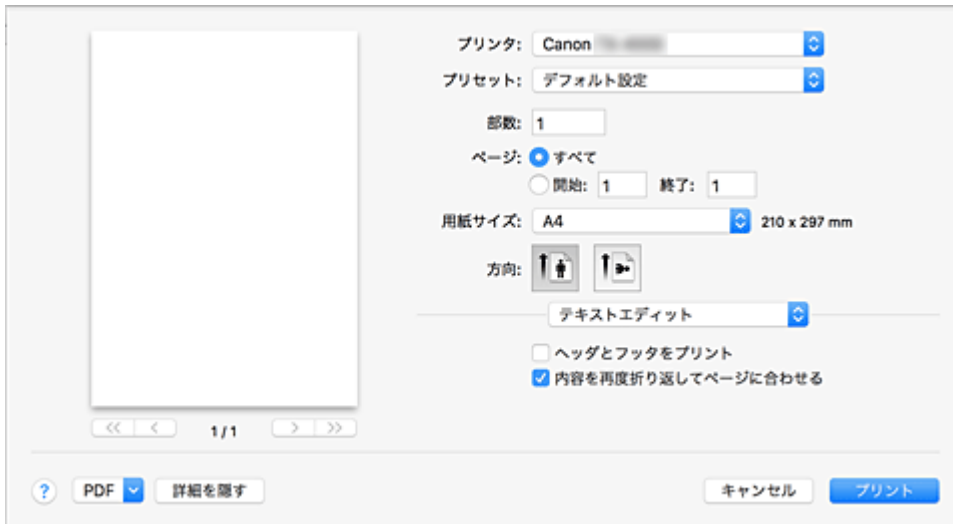 プリンタ: Canon
プリセット: デフォルト設定
部数: 1
ページ: すべて
開始: 1 終了: 1
用紙サイズ: A4 210 x 297 mm
方向:
テキストエディット
ヘッダとフッタをプリント
内容を再度折り返してページに合わせる
1 / 1
? PDF 詳細を隠す キャンセル プリント